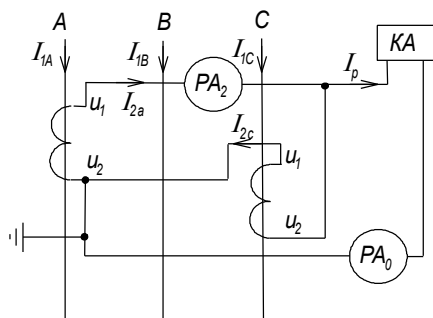 A B C KA
I1A I1B I1C Ip
PA2
u1 I2a I2c u1
u2 u2
PA0